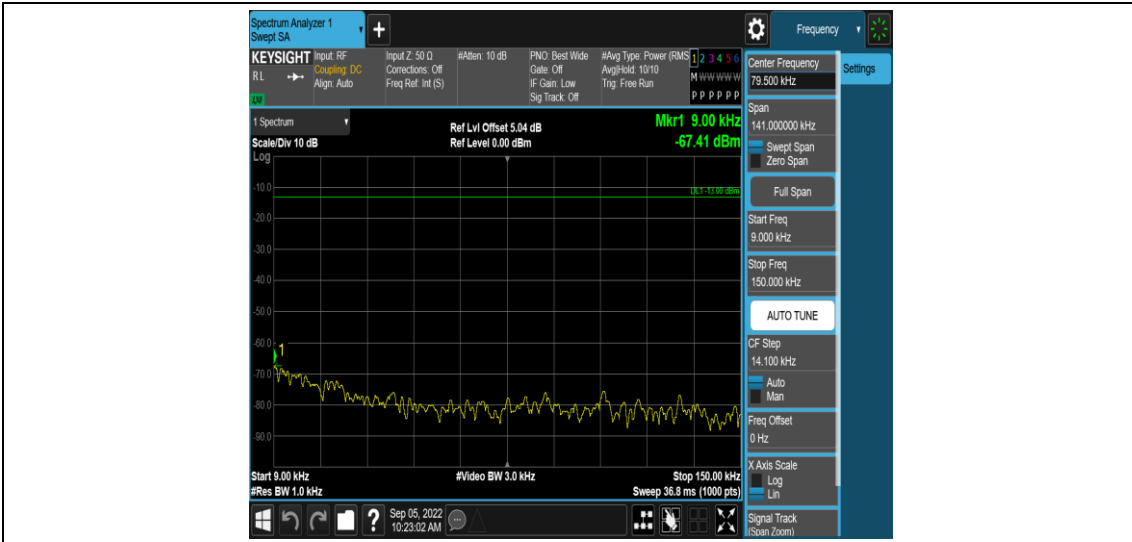 Spectrum Analyzer 1
Swept SA
Frequency
KEYSIGHT
RL
Input: RF
Coupling: DC
Align: Auto
Input Z: 50 Ω
Corrections: Off
Freq Ref: Int (S)
#Atten: 10 dB
PNO: Best Wide
Gate: Off
IF Gain: Low
Sig Track: Off
#Avg Type: Power (RMS
Avg|Hold: 10/10
Trig: Free Run
1 2 3 4 5 6
M W W W W W
P P P P P P
1 Spectrum
Scale/Div 10 dB
Ref Lvl Offset 5.04 dB
Ref Level 0.00 dBm
Mkr1 9.00 kHz
-67.41 dBm
Log
DL1 -13.00 dBm
-10.0
-20.0
-30.0
-40.0
-50.0
-60.0
-70.0
-80.0
-90.0
1
Start 9.00 kHz
#Video BW 3.0 kHz
Stop 150.00 kHz
#Res BW 1.0 kHz
Sweep 36.8 ms (1000 pts)
Center Frequency
79.500 kHz
Settings
Span
141.000000 kHz
Swept Span
Zero Span
Full Span
Start Freq
9.000 kHz
Stop Freq
150.000 kHz
AUTO TUNE
CF Step
14.100 kHz
Auto
Man
Freq Offset
0 Hz
X Axis Scale
Log
Lin
Signal Track
(Span Zoom)
?
Sep 05, 2022
10:23:02 AM